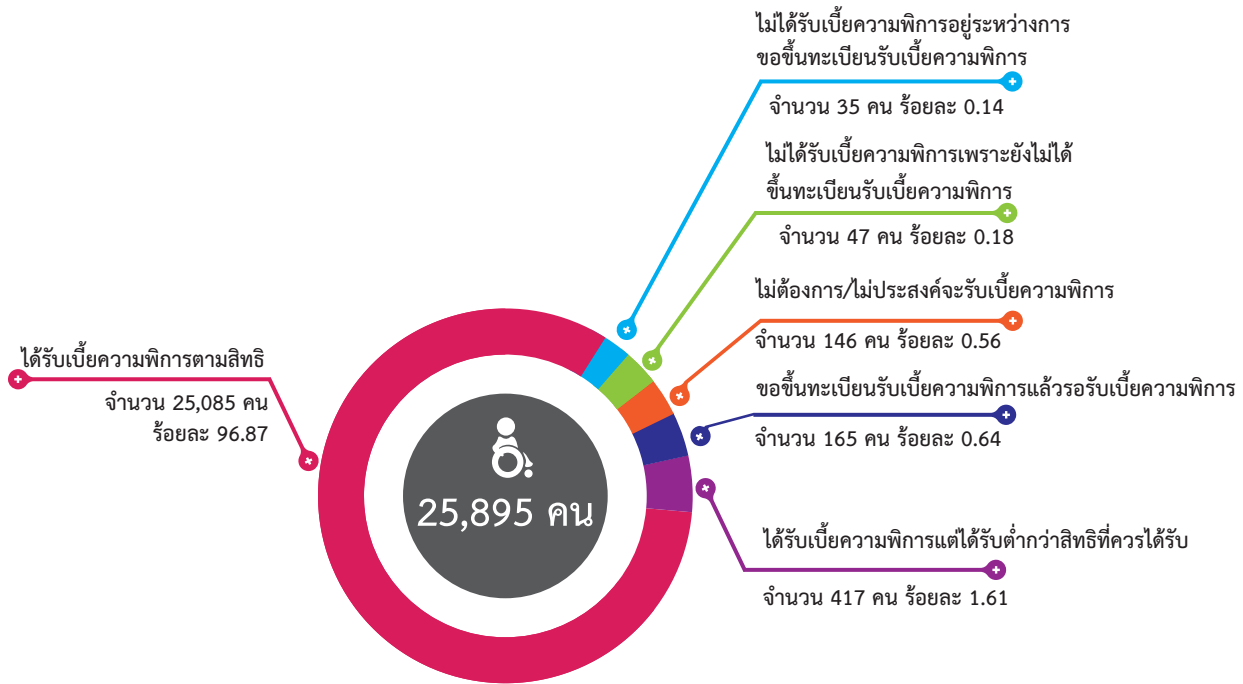 ไม่ได้รับเบี้ยความพิการอยู่ระหว่างการ
ขอขึ้นทะเบียนรับเบี้ยความพิการ
จำนวน 35 คน ร้อยละ 0.14
ไม่ได้รับเบี้ยความพิการเพราะยังไม่ได้
ขึ้นทะเบียนรับเบี้ยความพิการ
จำนวน 47 คน ร้อยละ 0.18
ไม่ต้องการ/ไม่ประสงค์จะรับเบี้ยความพิการ
จำนวน 146 คน ร้อยละ 0.56
ขอขึ้นทะเบียนรับเบี้ยความพิการแล้วรอรับเบี้ยความพิการ
จำนวน 165 คน ร้อยละ 0.64
ได้รับเบี้ยความพิการแต่ได้รับต่ำกว่าสิทธิที่ควรได้รับ
จำนวน 417 คน ร้อยละ 1.61
ได้รับเบี้ยความพิการตามสิทธิ
จำนวน 25,085 คน
ร้อยละ 96.87
25,895 คน